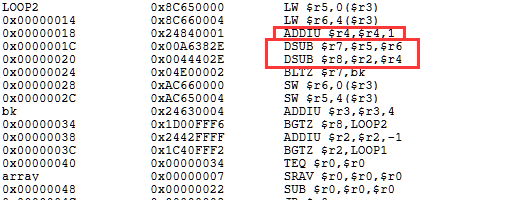 LOOP2 0x8C650000 LW $r5,0($r3)
0x00000014 0x8C660004 LW $r6,4($r3)
0x00000018 0x24840001 ADDIU $r4,$r4,1
0x0000001C 0x00A6382E DSUB $r7,$r5,$r6
0x00000020 0x0044402E DSUB $r8,$r2,$r4
0x00000024 0x04E00002 BLTZ $r7,bk
0x00000028 0xAC660000 SW $r6,0($r3)
0x0000002C 0xAC650004 SW $r5,4($r3)
bk 0x24630004 ADDIU $r3,$r3,4
0x00000034 0x1D00FFF6 BGTZ $r8,LOOP2
0x00000038 0x2442FFFF ADDIU $r2,$r2,-1
0x0000003C 0x1C40FFF2 BGTZ $r2,LOOP1
0x00000040 0x00000034 TEQ $r0,$r0
array 0x00000007 SRAV $r0,$r0,$r0
0x00000048 0x00000022 SUB $r0,$r0,$r0